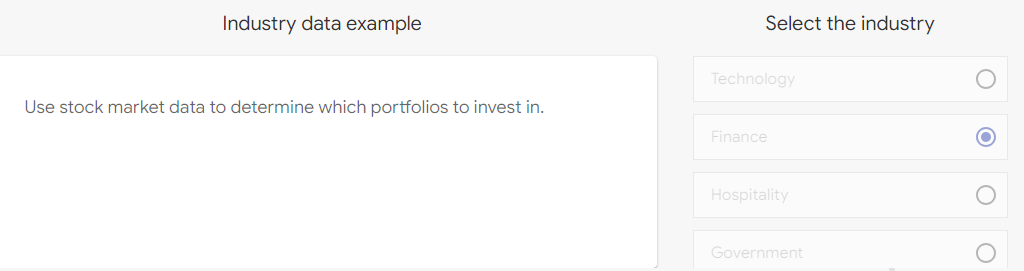 Industry data example
Select the industry
Use stock market data to determine which portfolios to invest in.
Technology
Finance
Hospitality
Government